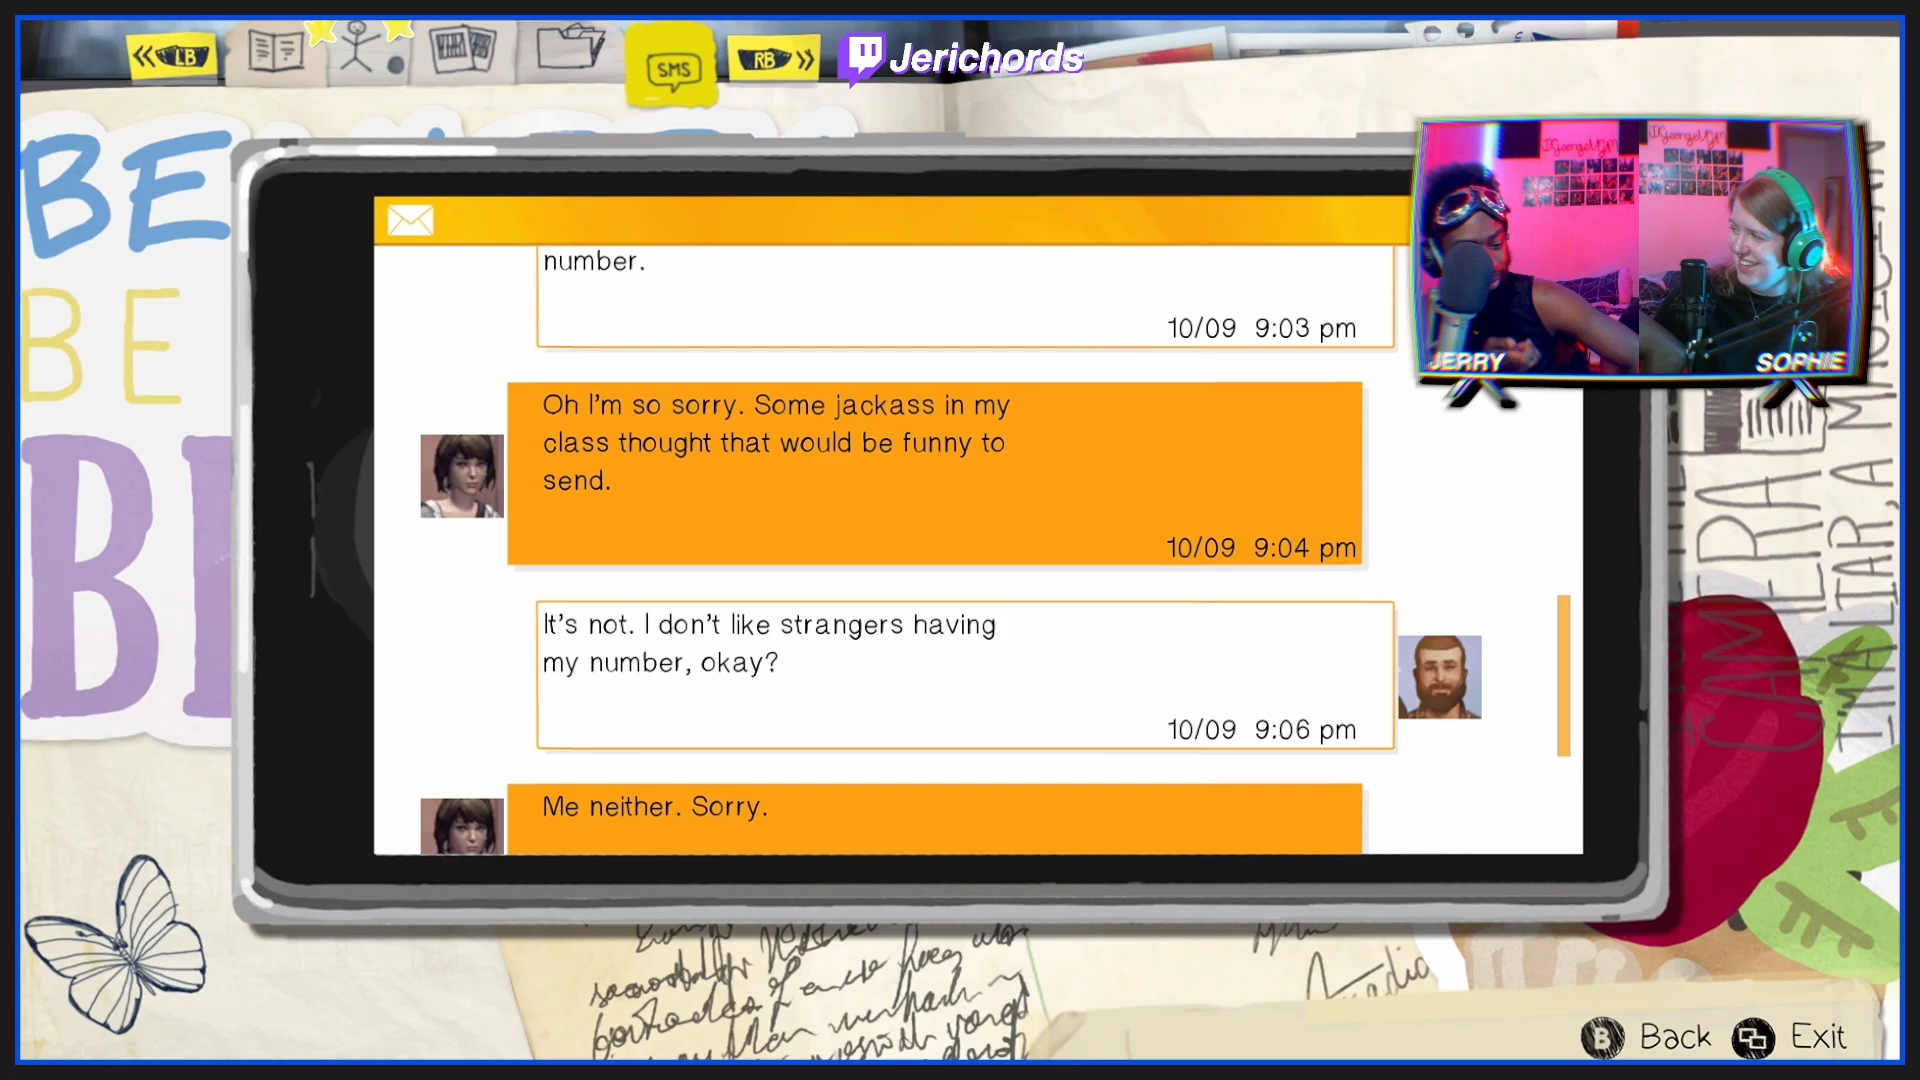 LB
SMS
RB
Jerichords
BE
BE
number.
10/09 9:03 pm
Oh I'm so sorry. Some jackass in my
class thought that would be funny to
send.
10/09 9:04 pm
It's not. I don't like strangers having
my number, okay?
10/09 9:06 pm
Me neither. Sorry.
JERRY
SOPHIE
CAMERA
I'M A LIAR, A MAGICIAN
B Back
Exit